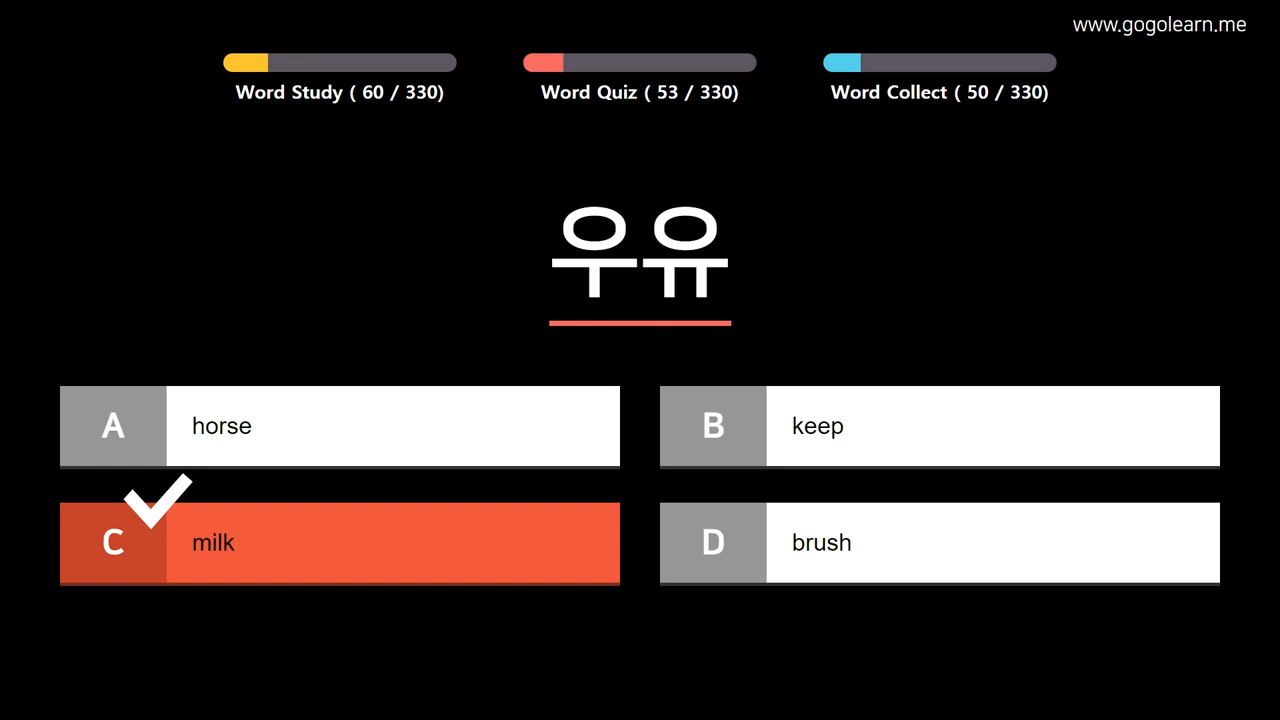 www.gogolearn.me
Word Study ( 60 / 330)
Word Quiz ( 53 / 330)
Word Collect ( 50 / 330)
우유
A horse
B keep
C milk
D brush